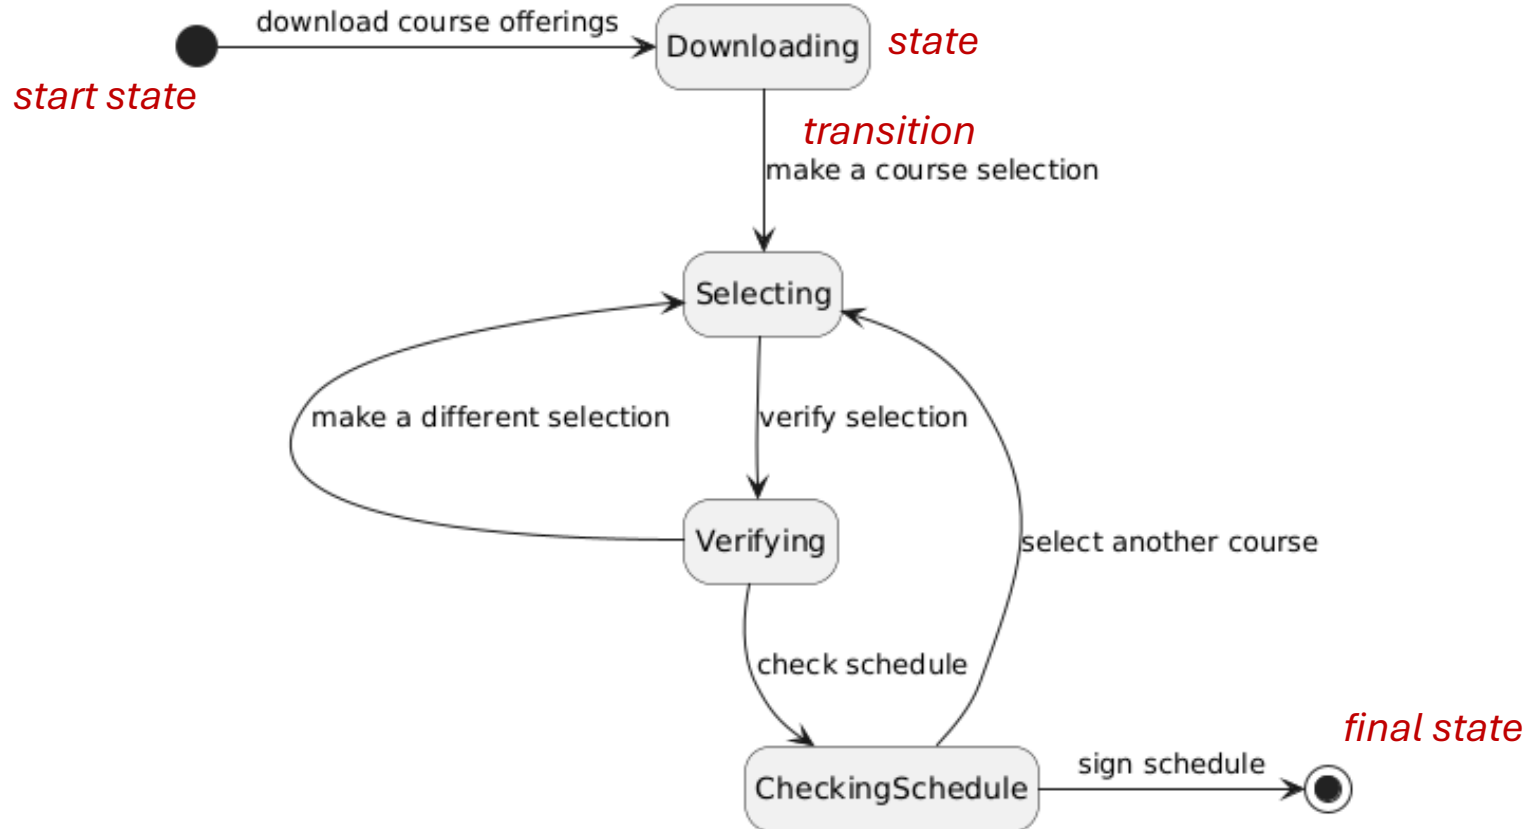 download course offerings
Downloading
state
start state
transition
make a course selection
Selecting
make a different selection
verify selection
Verifying
select another course
check schedule
final state
sign schedule
CheckingSchedule